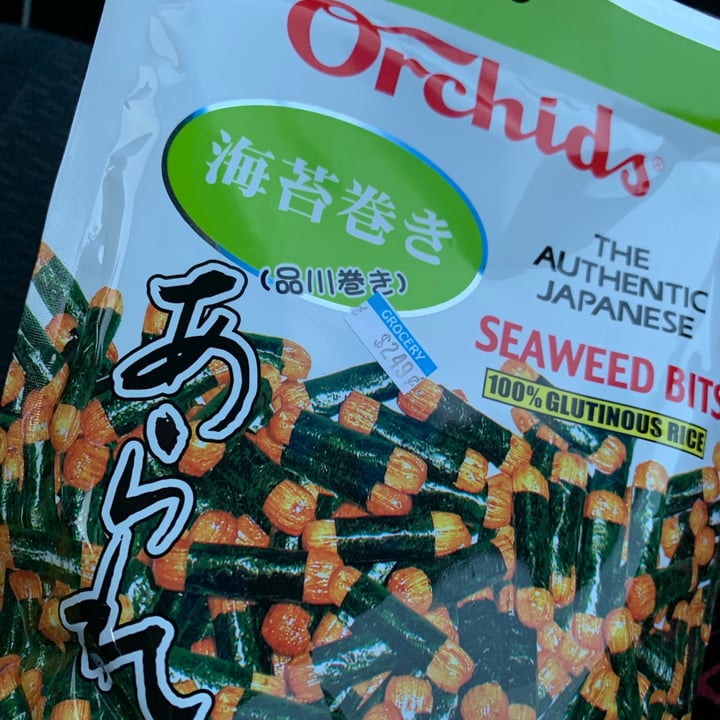 Orchids®
海苔巻き
(品川巻き)
あられ
THE
AUTHENTIC
JAPANESE
SEAWEED BITS
100% GLUTINOUS RICE
GROCERY
$2.49